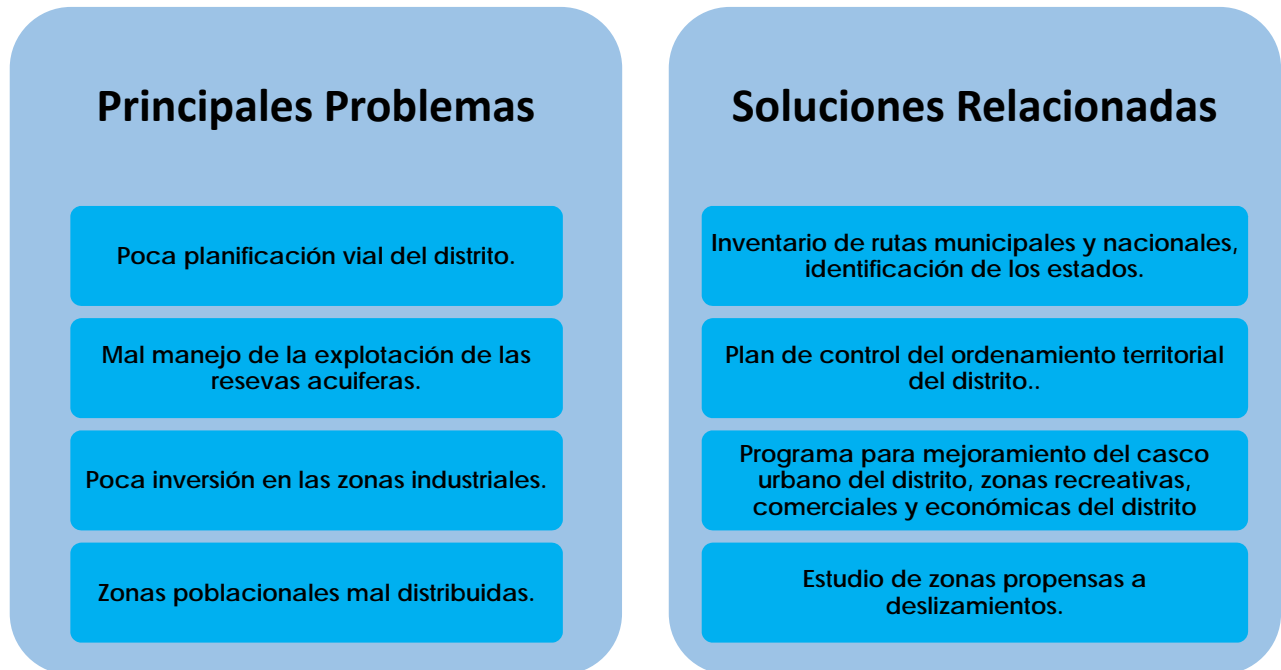 Principales Problemas
Poca planificación vial del distrito.
Mal manejo de la explotación de las
resevas acuiferas.
Poca inversión en las zonas industriales.
Zonas poblacionales mal distribuidas.
Soluciones Relacionadas
Inventario de rutas municipales y nacionales,
identificación de los estados.
Plan de control del ordenamiento territorial
del distrito..
Programa para mejoramiento del casco
urbano del distrito, zonas recreativas,
comerciales y económicas del distrito
Estudio de zonas propensas a
deslizamientos.